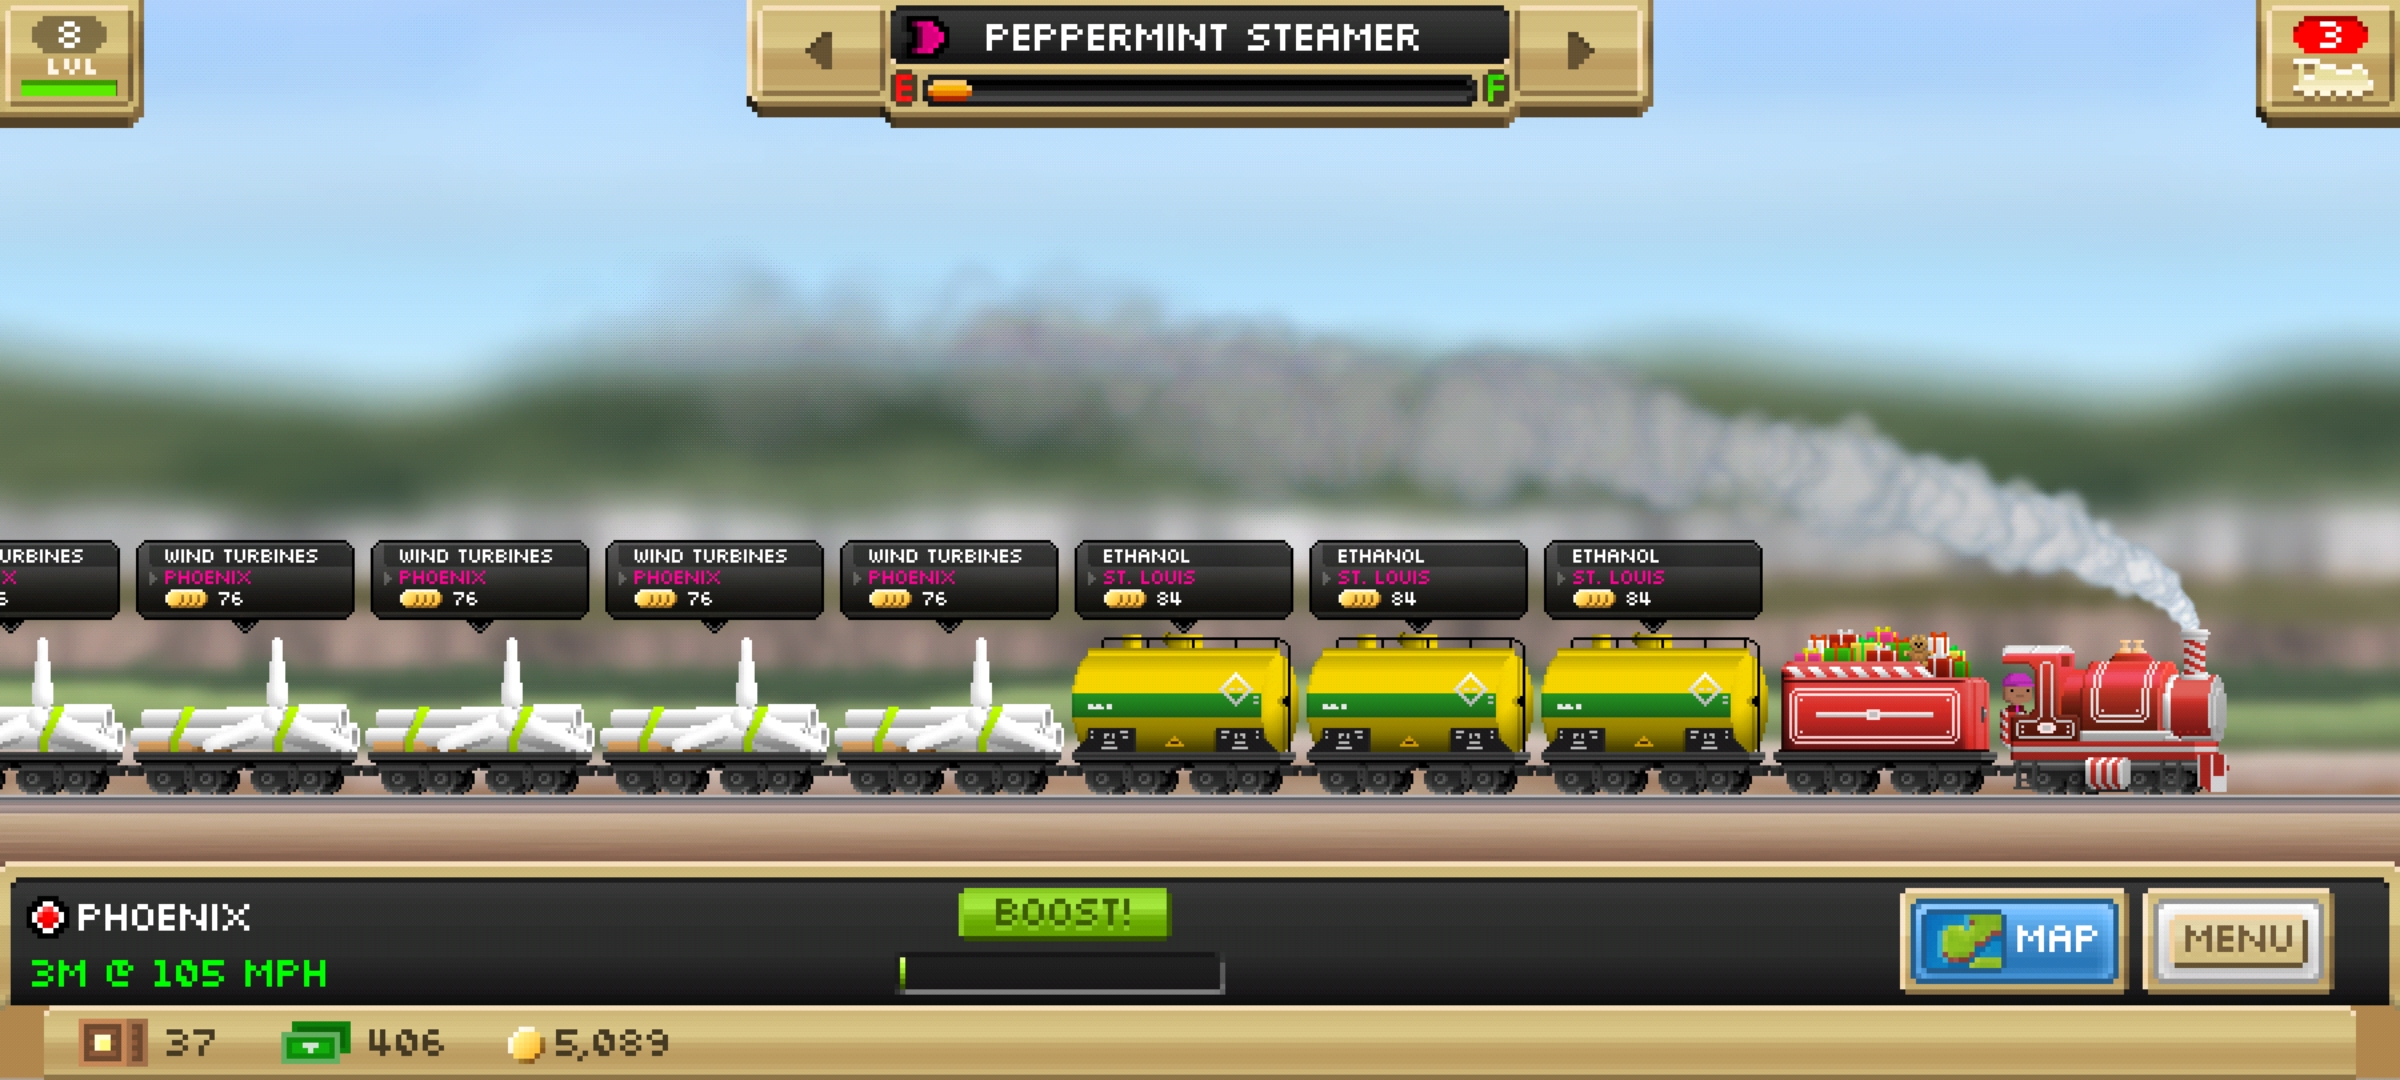 8
LVL
PEPPERMINT STEAMER
E F
3
URBINES
X
WIND TURBINES
PHOENIX
76
WIND TURBINES
PHOENIX
76
WIND TURBINES
PHOENIX
76
WIND TURBINES
PHOENIX
76
ETHANOL
ST. LOUIS
84
ETHANOL
ST. LOUIS
84
ETHANOL
ST. LOUIS
84
PHOENIX
3M @ 105 MPH
BOOST!
MAP
MENU
37
406
5,089